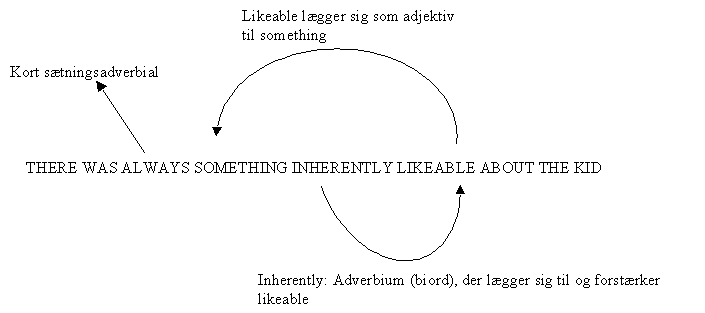 Likeable lægger sig som adjektiv
til something
Kort sætningsadverbial
THERE WAS ALWAYS SOMETHING INHERENTLY LIKEABLE ABOUT THE KID
Inherently: Adverbium (biord), der lægger sig til og forstærker
likeable